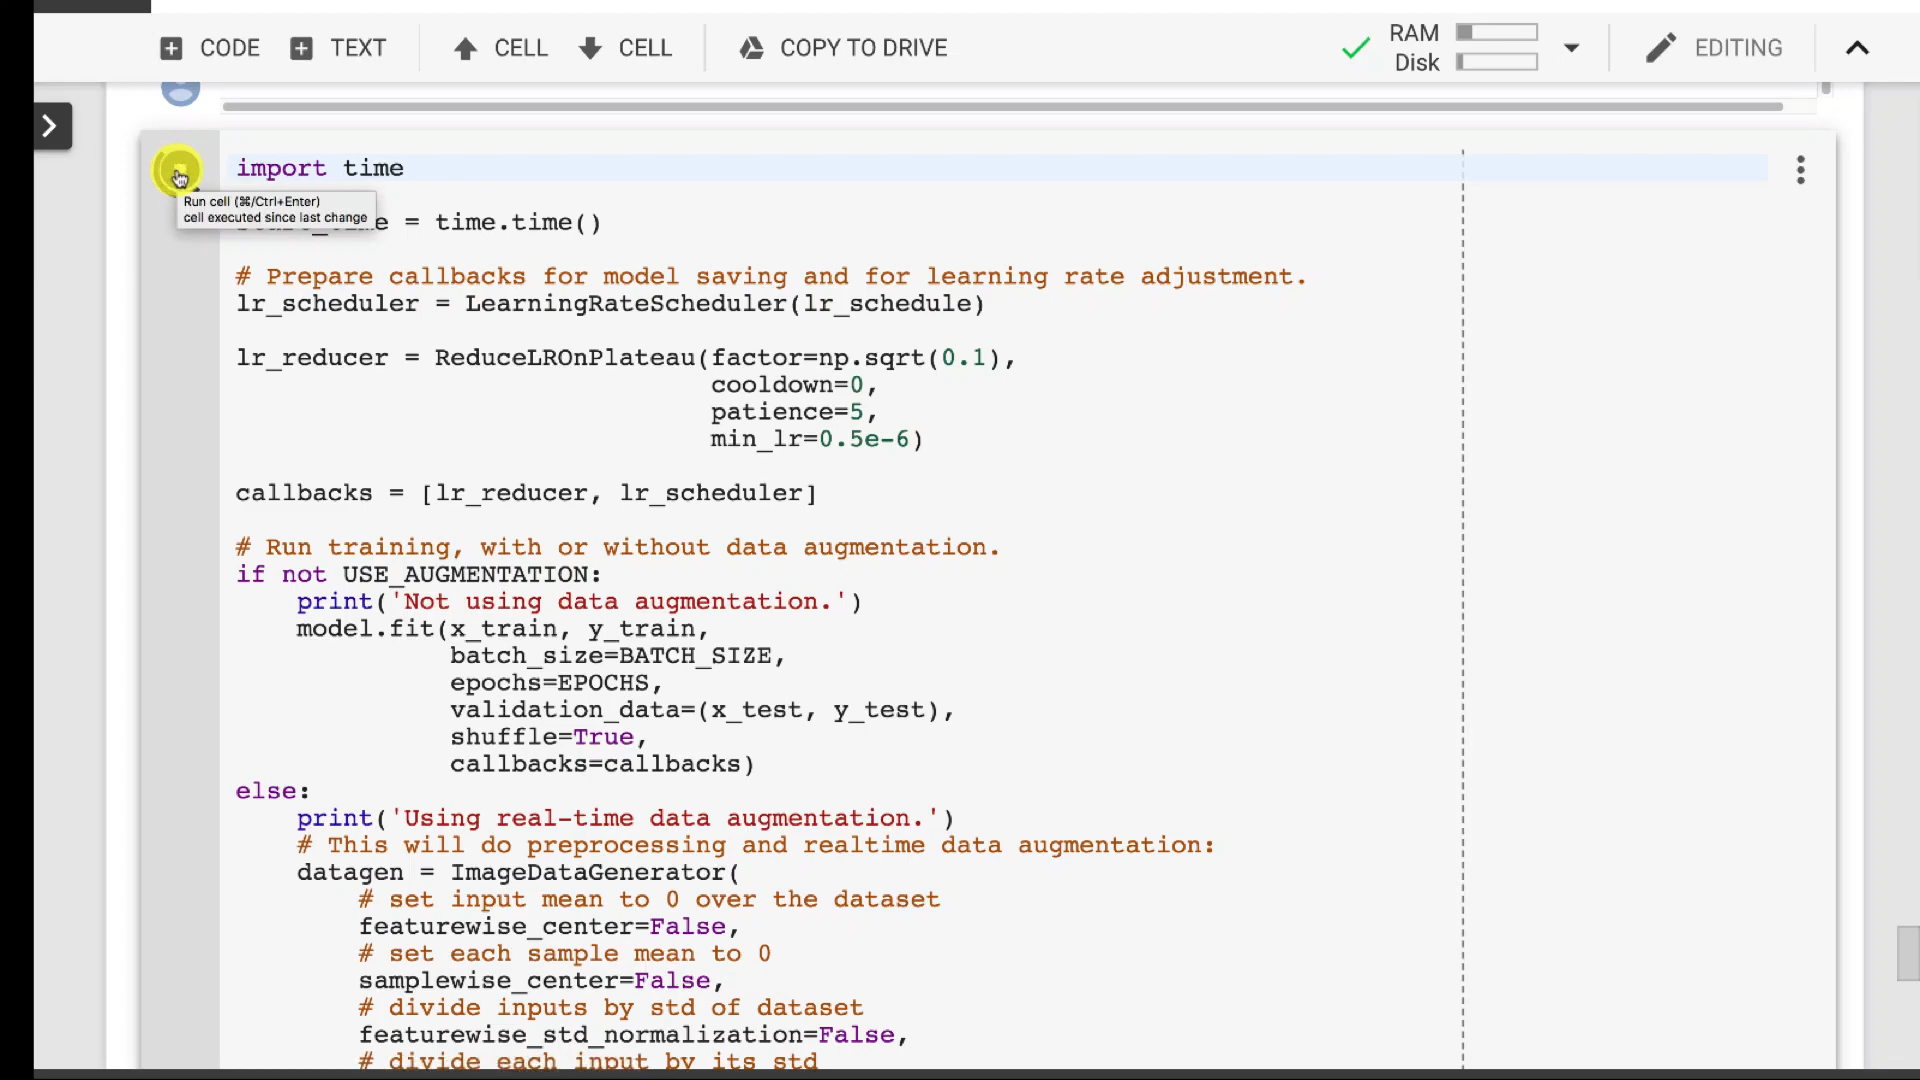 CODE TEXT CELL CELL COPY TO DRIVE RAM Disk EDITING
import time
Run cell (⌘/Ctrl+Enter)
cell executed since last change
= time.time()
# Prepare callbacks for model saving and for learning rate adjustment.
lr_scheduler = LearningRateScheduler(lr_schedule)
lr_reducer = ReduceLROnPlateau(factor=np.sqrt(0.1),
cooldown=0,
patience=5,
min_lr=0.5e-6)
callbacks = [lr_reducer, lr_scheduler]
# Run training, with or without data augmentation.
if not USE_AUGMENTATION:
print('Not using data augmentation.')
model.fit(x_train, y_train,
batch_size=BATCH_SIZE,
epochs=EPOCHS,
validation_data=(x_test, y_test),
shuffle=True,
callbacks=callbacks)
else:
print('Using real-time data augmentation.')
# This will do preprocessing and realtime data augmentation:
datagen = ImageDataGenerator(
# set input mean to 0 over the dataset
featurewise_center=False,
# set each sample mean to 0
samplewise_center=False,
# divide inputs by std of dataset
featurewise_std_normalization=False,
# divide each input by its std